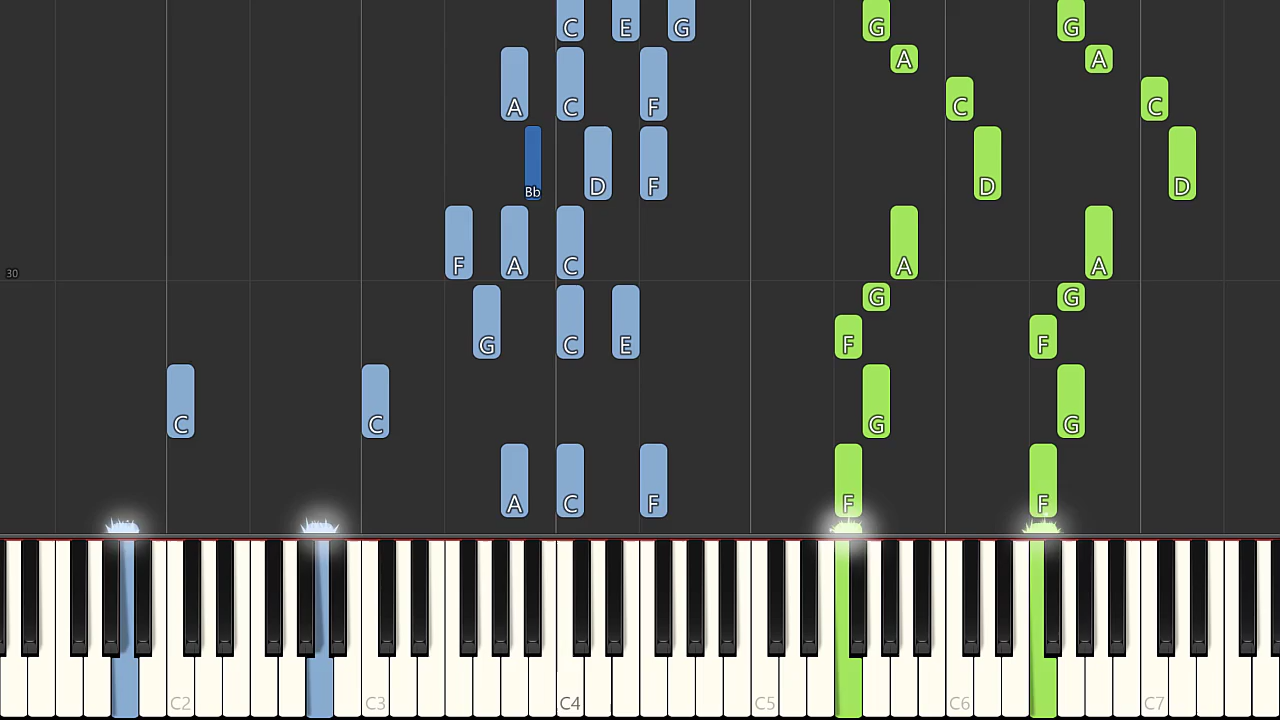 C E G G G
A A
A C F C C
Bb D F D D
F A C A A
30
G G
G C E F F
C C G G
A C F F F
C2 C3 C4 C5 C6 C7